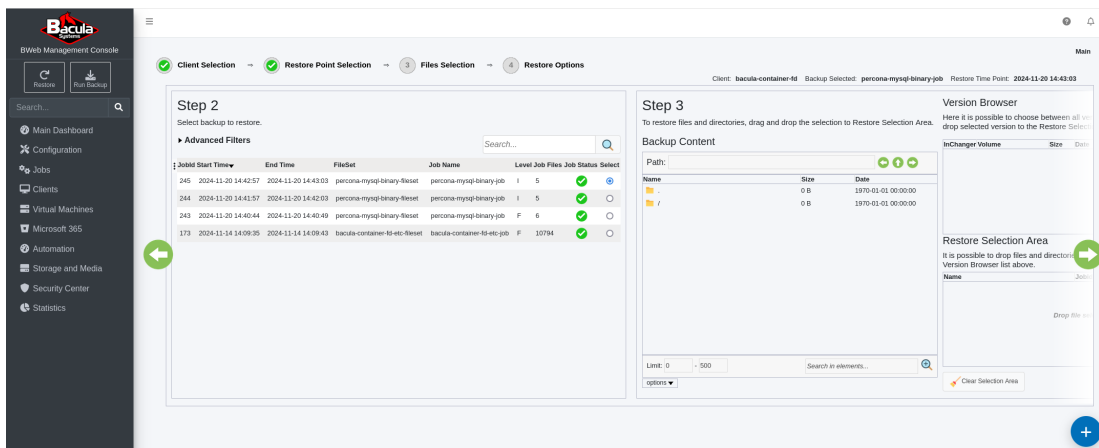 Bacula
Systems
BWeb Management Console
Restore
Run Backup
Search...
Main Dashboard
Configuration
Jobs
Clients
Virtual Machines
Microsoft 365
Automation
Storage and Media
Security Center
Statistics
Main
Client Selection → Restore Point Selection → 3 Files Selection → 4 Restore Options
Client: bacula-container-fd Backup Selected: percona-mysql-binary-job Restore Time Point: 2024-11-20 14:43:03
Step 2
Select backup to restore.
Advanced Filters
Search...
JobId Start Time End Time FileSet Job Name Level Job Files Job Status Select
245 2024-11-20 14:42:57 2024-11-20 14:43:03 percona-mysql-binary-fileset percona-mysql-binary-job I 5
244 2024-11-20 14:41:57 2024-11-20 14:42:03 percona-mysql-binary-fileset percona-mysql-binary-job I 5
243 2024-11-20 14:40:44 2024-11-20 14:40:49 percona-mysql-binary-fileset percona-mysql-binary-job F 6
173 2024-11-14 14:09:35 2024-11-14 14:09:43 bacula-container-fd-etc-fileset bacula-container-fd-etc-job F 10794
Step 3
To restore files and directories, drag and drop the selection to Restore Selection Area.
Backup Content
Path:
Name Size Date
. 0 B 1970-01-01 00:00:00
/ 0 B 1970-01-01 00:00:00
Limit: 0 - 500
Search in elements...
options
Version Browser
Here it is possible to choose between all
drop selected version to the Restore
InChanger Volume Size Date
Restore Selection Area
It is possible to drop files and
Version Browser list above.
Name
Drop file
Clear Selection Area
+